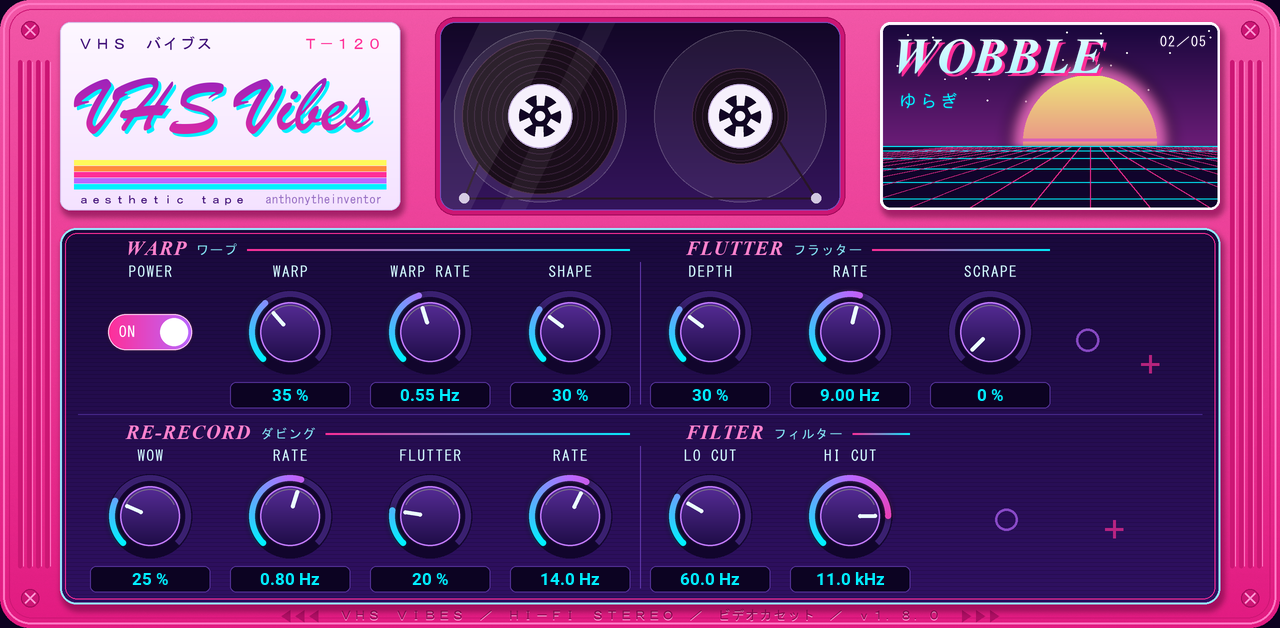 VHS バイブス
T－120
VHS Vibes
aesthetic tape
anthonytheinventor
WOBBLE
02／05
ゆらぎ
WARP ワープ
FLUTTER フラッター
POWER
WARP
WARP RATE
SHAPE
DEPTH
RATE
SCRAPE
ON
35 %
0.55 Hz
30 %
30 %
9.00 Hz
0 %
RE-RECORD ダビング
FILTER フィルター
WOW
RATE
FLUTTER
RATE
LO CUT
HI CUT
25 %
0.80 Hz
20 %
14.0 Hz
60.0 Hz
11.0 kHz
VHS VIBES ／ HI－FI STEREO ／ ビデオカセット ／ v1.8.0